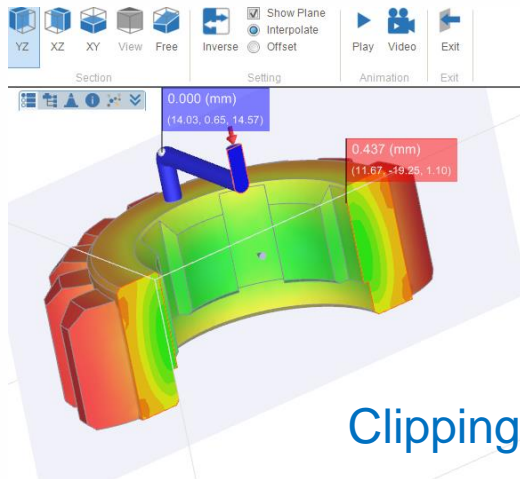 YZ XZ XY View Free
Section
Inverse
Show Plane
Interpolate
Offset
Setting
Play Video
Animation
Exit
Exit
0.000 (mm)
(14.03, 0.65, 14.57)
0.437 (mm)
(11.67, -19.25, 1.10)
Clipping